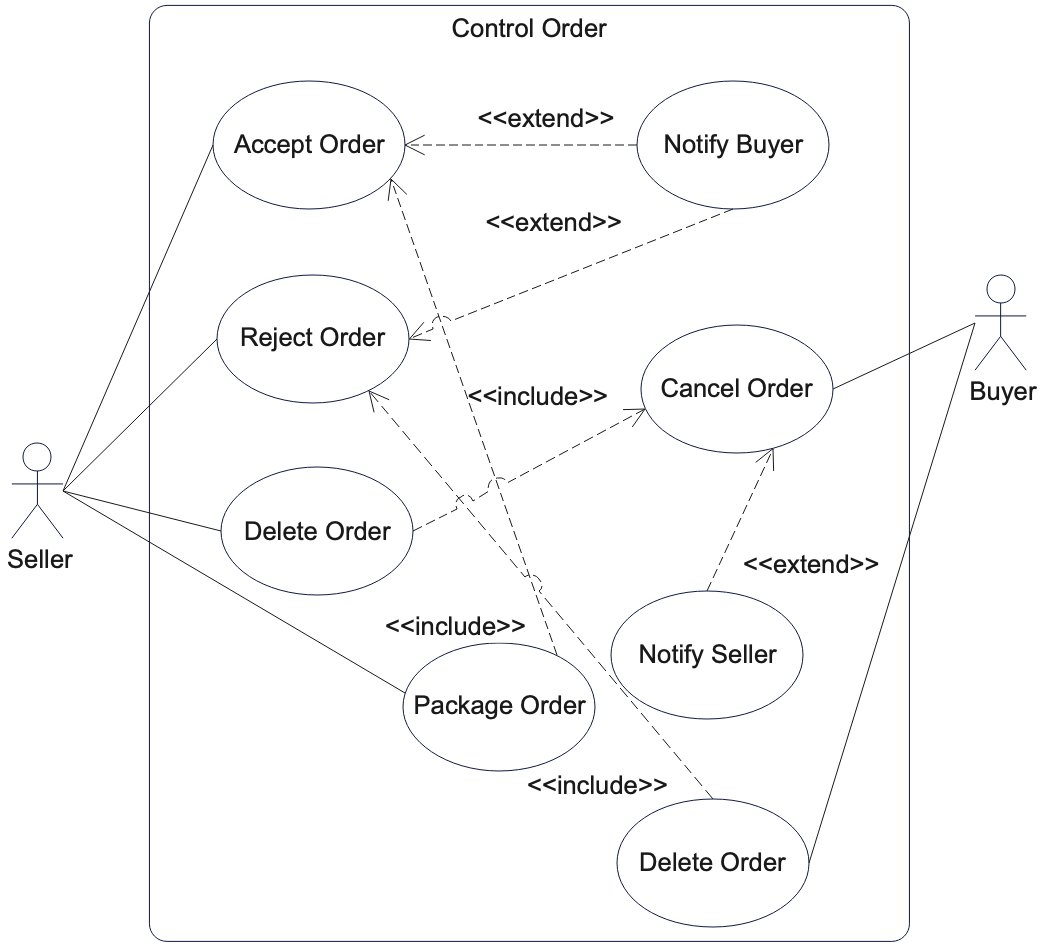 Control Order
<<extend>>
Accept Order
Notify Buyer
<<extend>>
Reject Order
Cancel Order
Buyer
<<include>>
Delete Order
Seller
<<extend>>
<<include>>
Notify Seller
Package Order
<<include>>
Delete Order